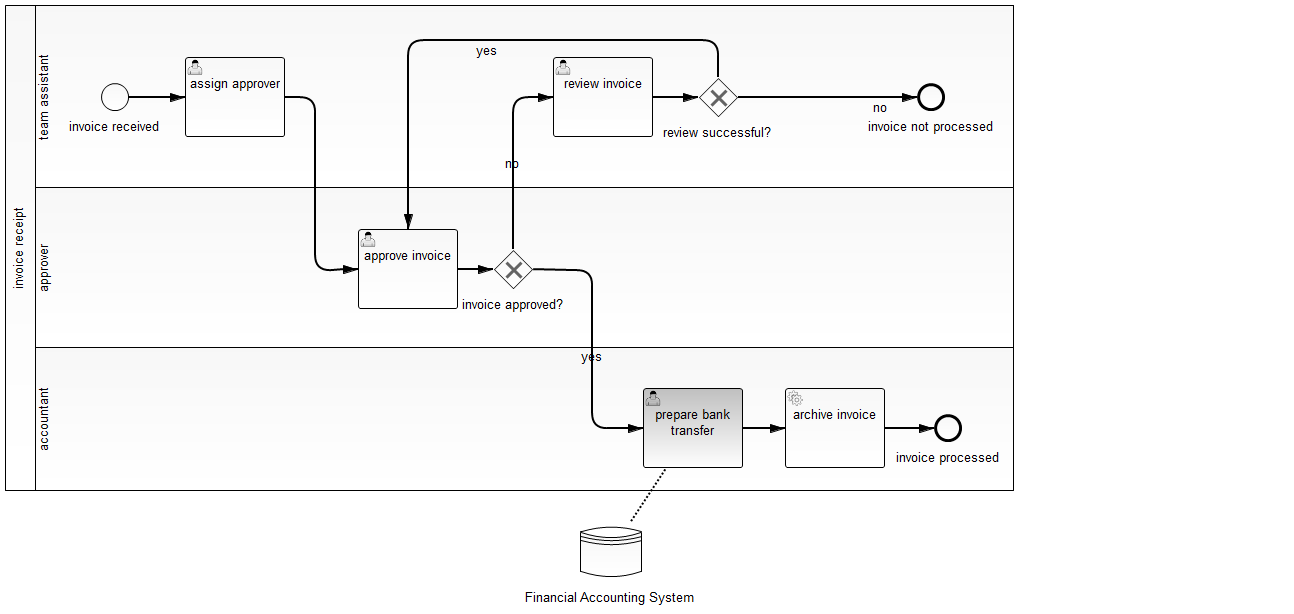 invoice receipt
team assistant
invoice received
assign approver
yes
review invoice
review successful?
no
invoice not processed
no
approver
approve invoice
invoice approved?
yes
accountant
prepare bank
transfer
archive invoice
invoice processed
Financial Accounting System